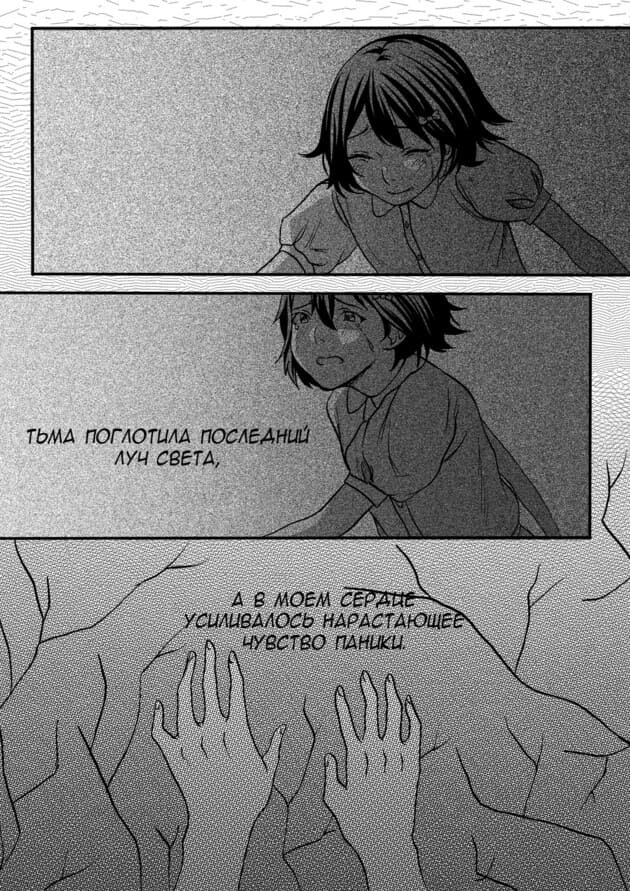 ТЬМА ПОГЛОТИЛА ПОСЛЕДНИЙ
ЛУЧ СВЕТА,
А В МОЕМ СЕРДЦЕ
УСИЛИВАЛОСЬ НАРАСТАЮЩЕЕ
ЧУВСТВО ПАНИКИ.